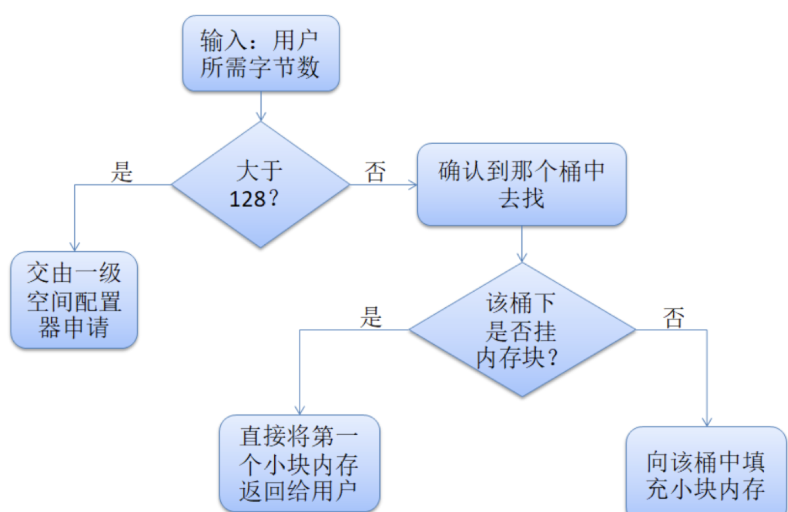 输入：用户
所需字节数
大于
128？
是
否
确认到那个桶中
去找
交由一级
空间配置
器申请
该桶下
是否挂
内存块？
是
否
直接将第一
个小块内存
返回给用户
向该桶中填
充小块内存